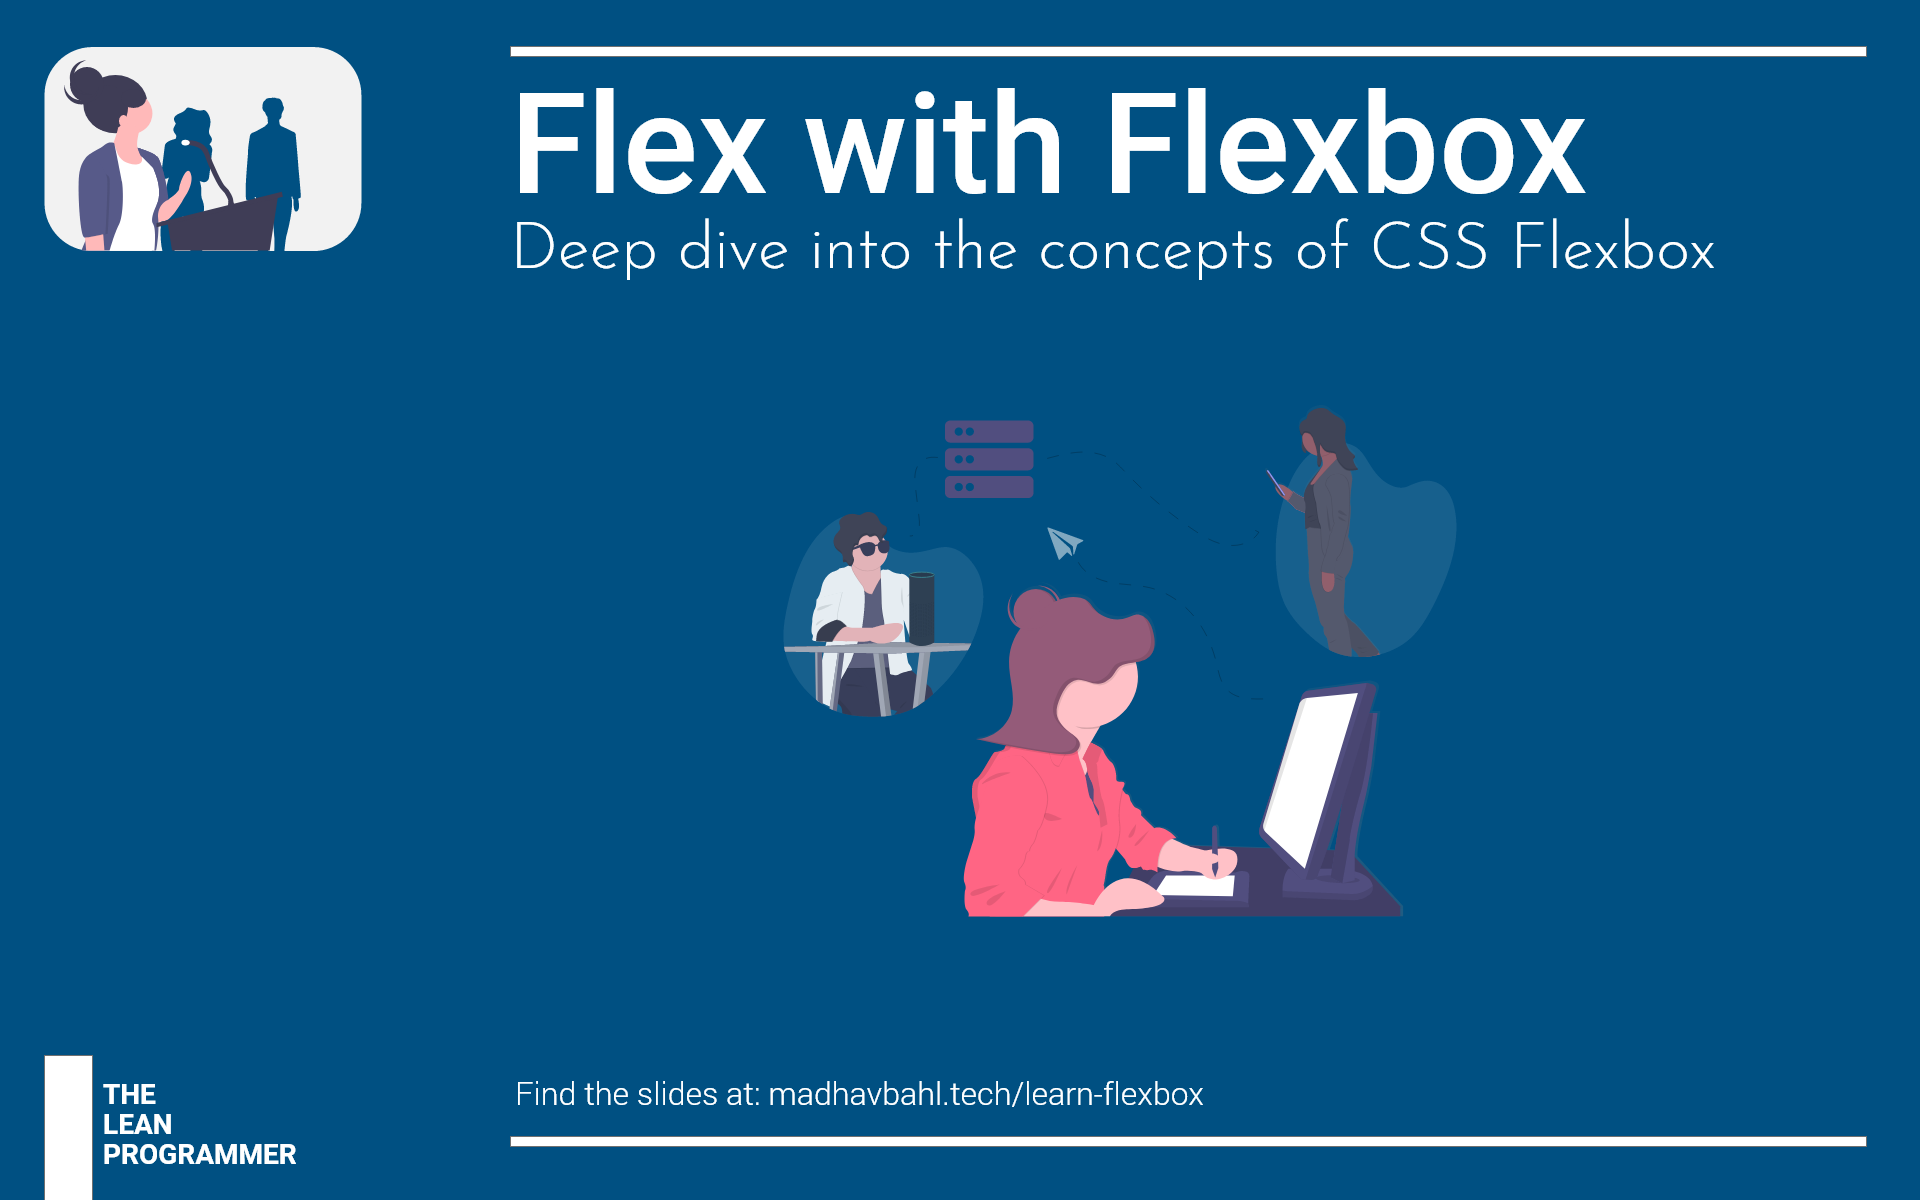 Flex with Flexbox
Deep dive into the concepts of CSS Flexbox
Find the slides at: madhavbahl.tech/learn-flexbox
THE
LEAN
PROGRAMMER